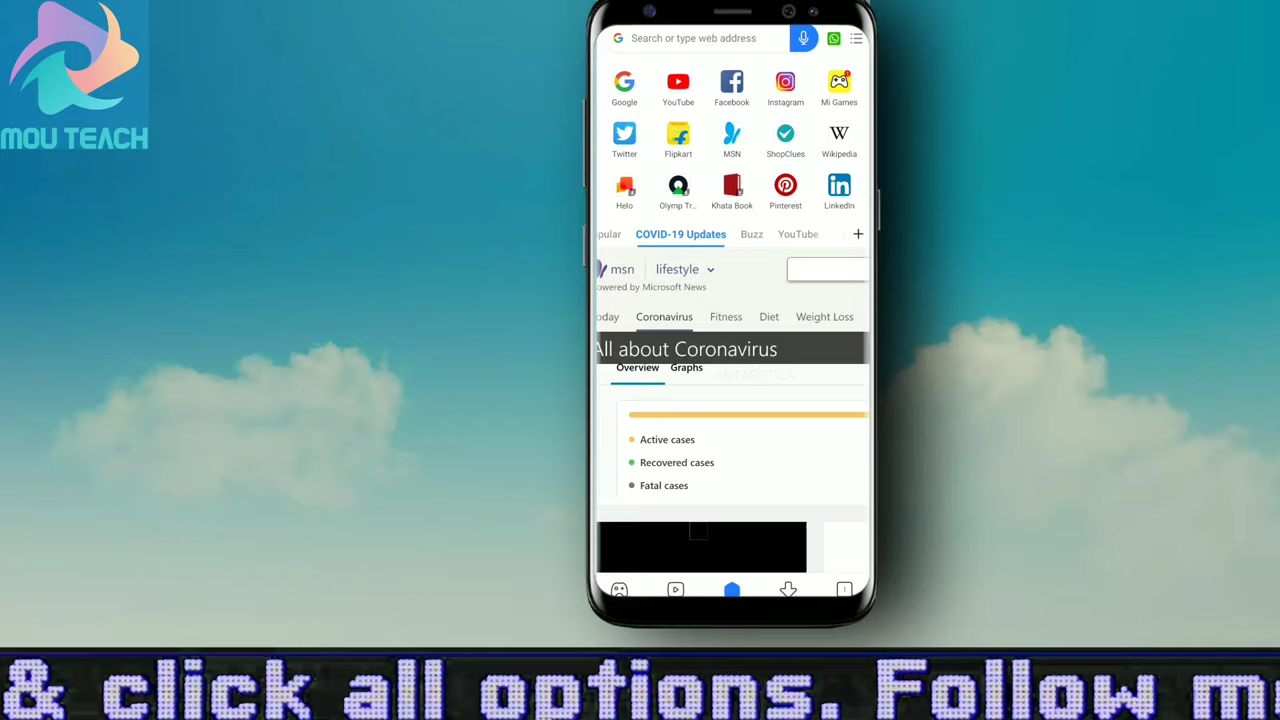 MOU TEACH
Search or type web address
Google YouTube Facebook Instagram Mi Games
Twitter Flipkart MSN ShopClues Wikipedia
Helo Olymp Tr... Khata Book Pinterest LinkedIn
pular COVID-19 Updates Buzz YouTube +
msn lifestyle
owered by Microsoft News
oday Coronavirus Fitness Diet Weight Loss
All about Coronavirus
Overview Graphs
Active cases
Recovered cases
Fatal cases
& click all options. Follow m